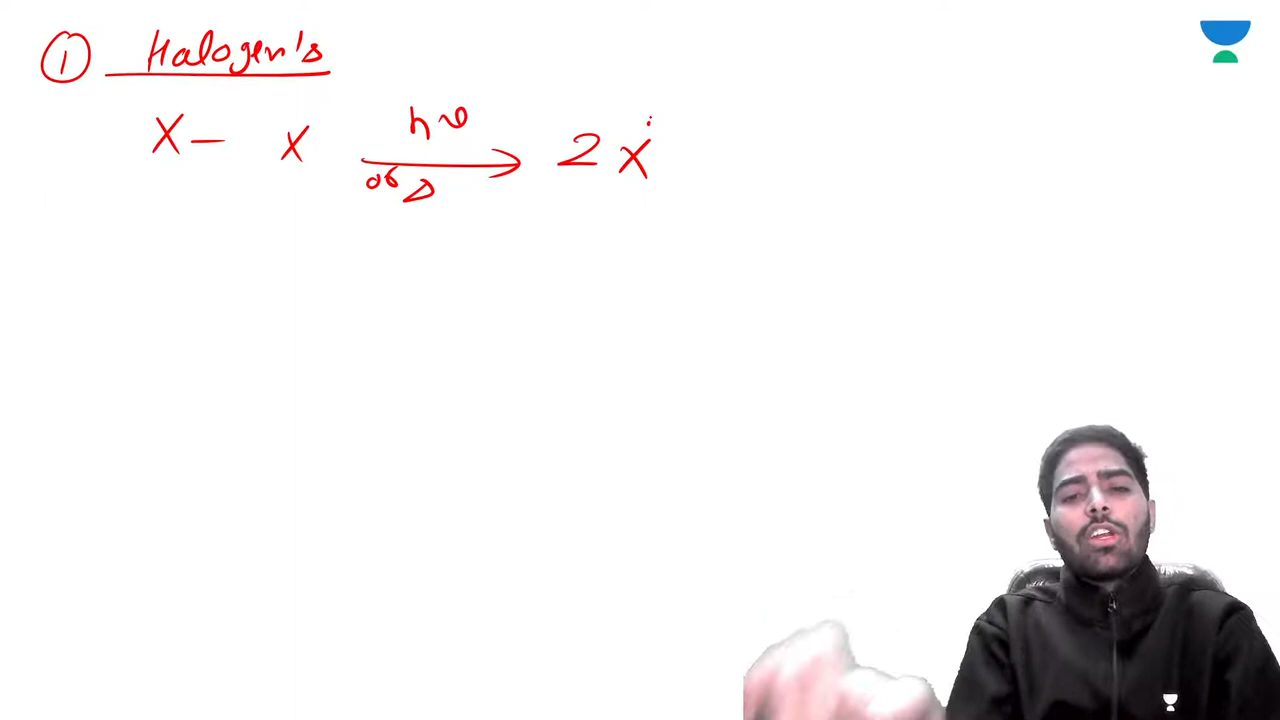 ① Halogen's
X - X hν or Δ → 2 Ẋ